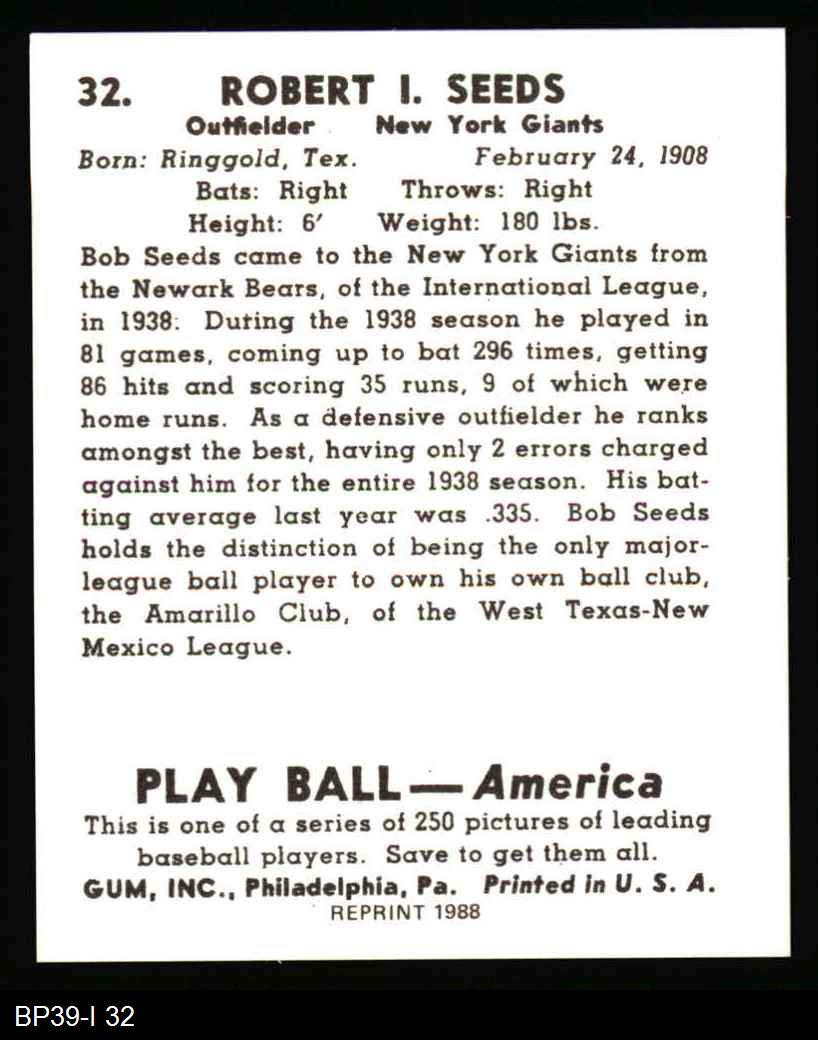 32. ROBERT I. SEEDS
Outfielder New York Giants
Born: Ringgold, Tex. February 24, 1908
Bats: Right Throws: Right
Height: 6′ Weight: 180 lbs.
Bob Seeds came to the New York Giants from
the Newark Bears, of the International League,
in 1938. During the 1938 season he played in
81 games, coming up to bat 296 times, getting
86 hits and scoring 35 runs, 9 of which were
home runs. As a defensive outfielder he ranks
amongst the best, having only 2 errors charged
against him for the entire 1938 season. His bat-
ting average last year was .335. Bob Seeds
holds the distinction of being the only major-
league ball player to own his own ball club,
the Amarillo Club, of the West Texas-New
Mexico League.
PLAY BALL—America
This is one of a series of 250 pictures of leading
baseball players. Save to get them all.
GUM, INC., Philadelphia, Pa. Printed in U. S. A.
REPRINT 1988
BP39-I 32